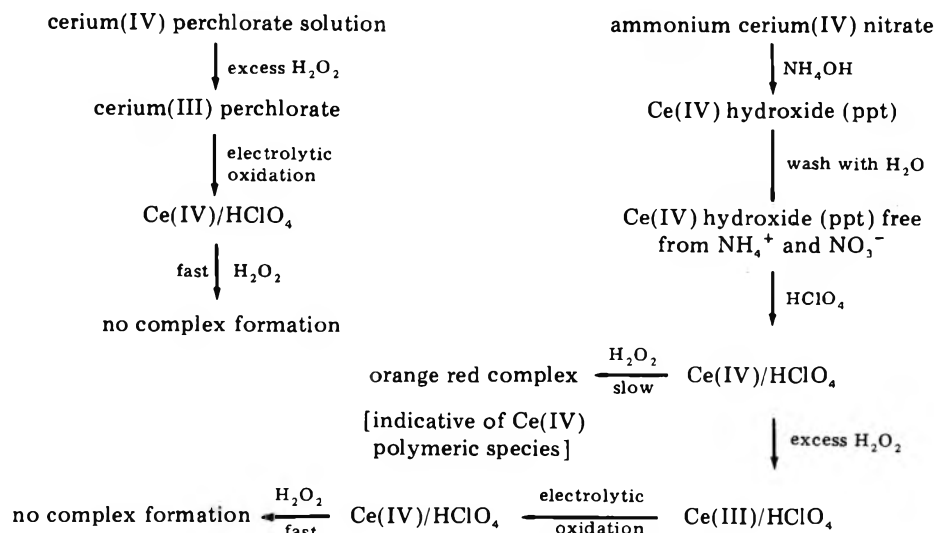 cerium(IV) perchlorate solution
excess H₂O₂
cerium(III) perchlorate
electrolytic
oxidation
Ce(IV)/HClO₄
fast H₂O₂
no complex formation
ammonium cerium(IV) nitrate
NH₄OH
Ce(IV) hydroxide (ppt)
wash with H₂O
Ce(IV) hydroxide (ppt) free
from NH₄⁺ and NO₃⁻
HClO₄
orange red complex H₂O₂ slow Ce(IV)/HClO₄
[indicative of Ce(IV)
polymeric species]
excess H₂O₂
no complex formation H₂O₂ fast Ce(IV)/HClO₄ electrolytic oxidation Ce(III)/HClO₄